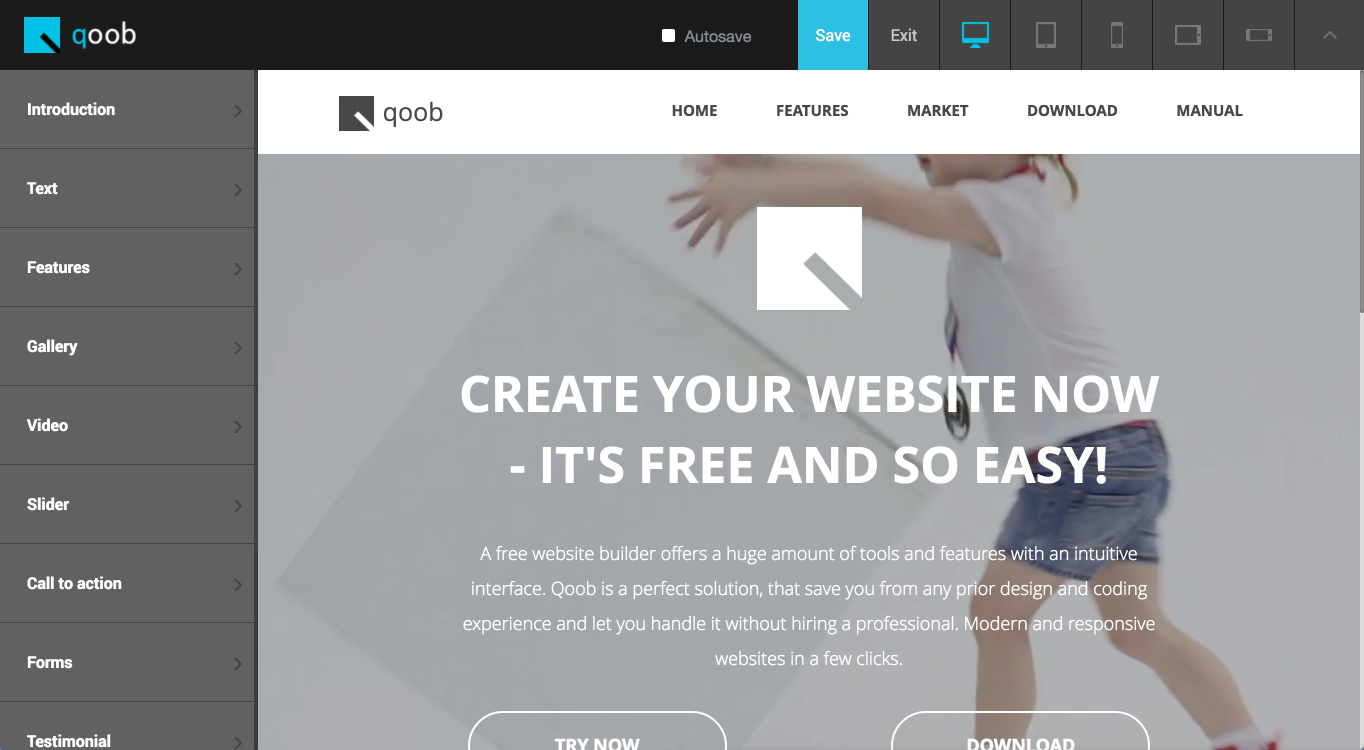 qoob
Autosave
Save
Exit
Introduction
Text
Features
Gallery
Video
Slider
Call to action
Forms
Testimonial
qoob
HOME
FEATURES
MARKET
DOWNLOAD
MANUAL
CREATE YOUR WEBSITE NOW
- IT'S FREE AND SO EASY!
A free website builder offers a huge amount of tools and features with an intuitive
interface. Qoob is a perfect solution, that save you from any prior design and coding
experience and let you handle it without hiring a professional. Modern and responsive
websites in a few clicks.
TRY NOW
DOWNLOAD